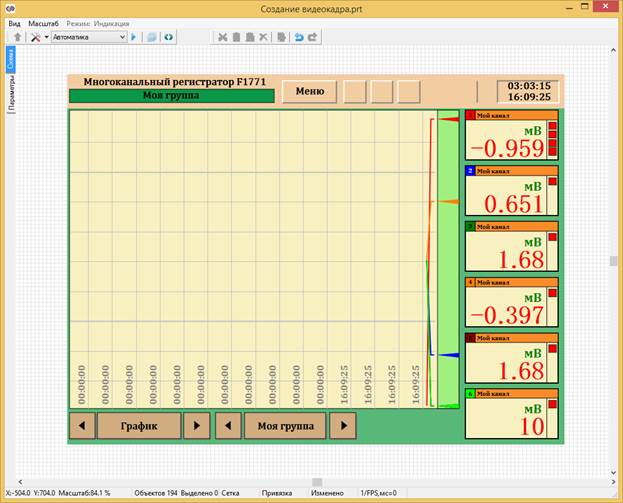 Создание видеокадра.prt
Вид Масштаб Режим: Индикация
Автоматика
Схема
Параметры
Многоканальный регистратор F1771
Моя группа
Меню
03:03:15
16:09:25
1 Мой канал
мВ
-0.959
2 Мой канал
мВ
0.651
3 Мой канал
мВ
1.68
4 Мой канал
мВ
-0.397
5 Мой канал
мВ
1.68
6 Мой канал
мВ
10
00:00:00 00:00:00 00:00:00 00:00:00 00:00:00 00:00:00 00:00:00 00:00:00 16:09:25 16:09:25 16:09:25 16:09:25 16:09:25 16:09:25
График
Моя группа
X:-504.0 Y:704.0 Масштаб:84.1 % Объектов 194 Выделено 0 Сетка Привязка Изменено 1/FPS,мс=0